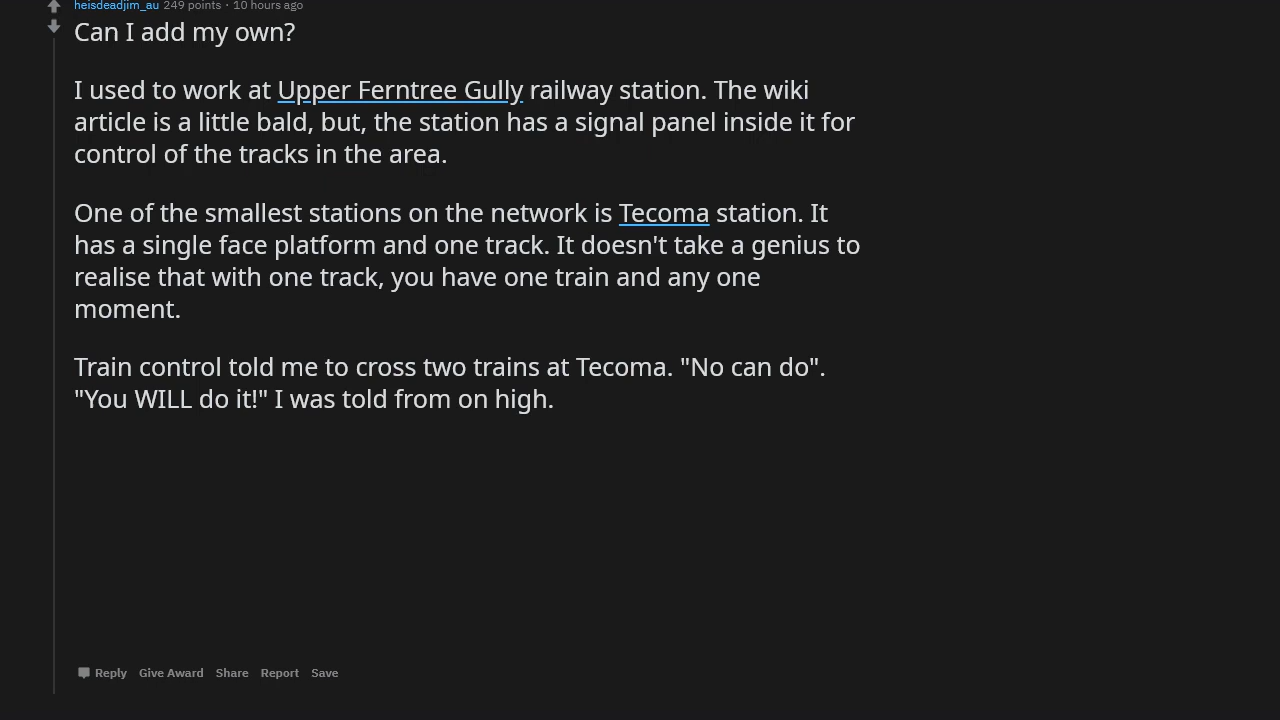 heisdeadjim_au 249 points · 10 hours ago
Can I add my own?
I used to work at Upper Ferntree Gully railway station. The wiki
article is a little bald, but, the station has a signal panel inside it for
control of the tracks in the area.
One of the smallest stations on the network is Tecoma station. It
has a single face platform and one track. It doesn't take a genius to
realise that with one track, you have one train and any one
moment.
Train control told me to cross two trains at Tecoma. "No can do".
"You WILL do it!" I was told from on high.
Reply Give Award Share Report Save